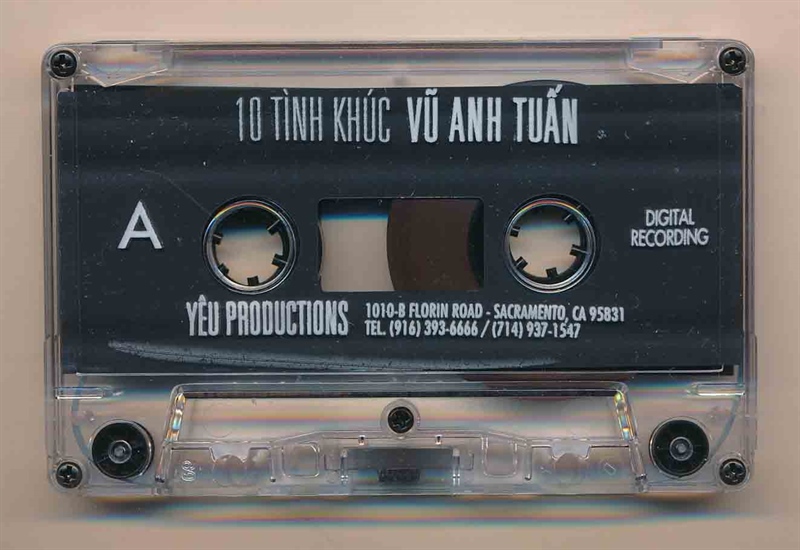 10 TÌNH KHÚC VŨ ANH TUẤN
A
DIGITAL
RECORDING
YÊU PRODUCTIONS
1010-B FLORIN ROAD - SACRAMENTO, CA 95831
TEL. (916) 393-6666 / (714) 937-1547